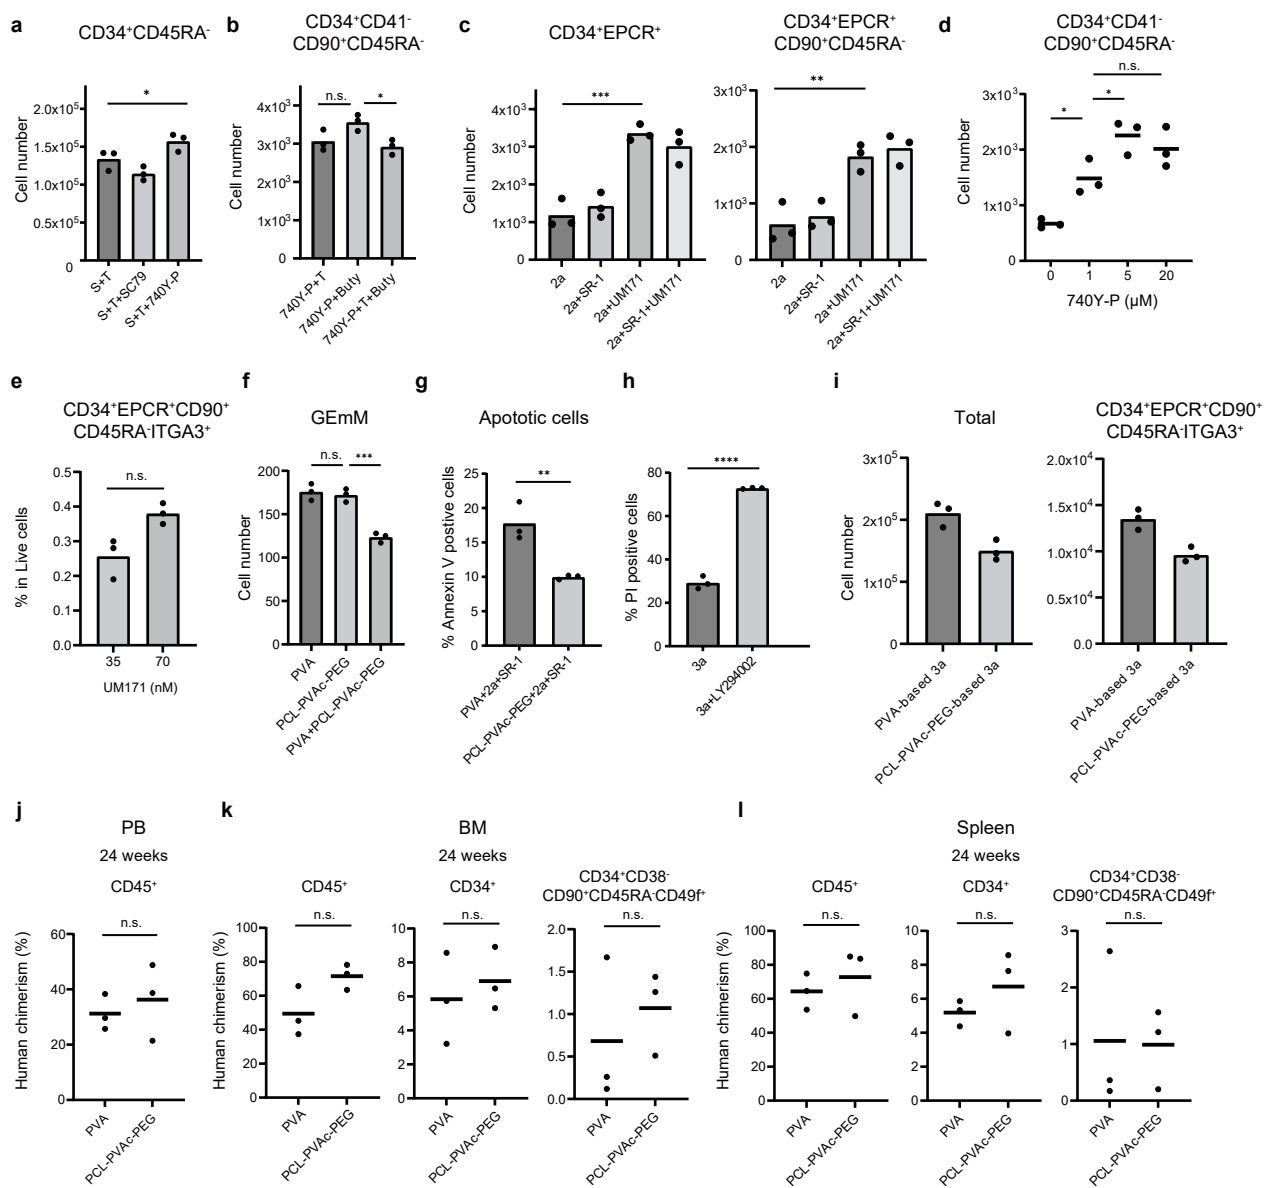 a
CD34⁺CD45RA⁻
Cell number
2.0x10⁵
1.5x10⁵
1.0x10⁵
0.5x10⁵
0
*
S+T
S+T+SC79
S+T+740Y-P
b
CD34⁺CD41⁻
CD90⁺CD45RA⁻
Cell number
4x10³
3x10³
2x10³
1x10³
0
n.s.
*
740Y-P+T
740Y-P+Buty
740Y-P+T+Buty
c
CD34⁺EPCR⁺
Cell number
4x10³
3x10³
2x10³
1x10³
0
***
2a
2a+SR-1
2a+UM171
2a+SR-1+UM171
CD34⁺EPCR⁺
CD90⁺CD45RA⁻
3x10³
2x10³
1x10³
0
**
2a
2a+SR-1
2a+UM171
2a+SR-1+UM171
d
CD34⁺CD41⁻
CD90⁺CD45RA⁻
Cell number
3x10³
2x10³
1x10³
0
n.s.
*
*
0 1 5 20
740Y-P (µM)
e
CD34⁺EPCR⁺CD90⁺
CD45RA⁻ITGA3⁺
% in Live cells
0.5
0.4
0.3
0.2
0.1
0.0
n.s.
35 70
UM171 (nM)
f
GEmM
Cell number
200
150
100
50
0
n.s.
***
PVA
PCL-PVAc-PEG
PVA+PCL-PVAc-PEG
g
Apototic cells
% Annexin V postive cells
25
20
15
10
5
0
**
PVA+2a+SR-1
PCL-PVAc-PEG+2a+SR-1
h
% PI positive cells
80
60
40
20
0
****
3a
3a+LY294002
i
Total
Cell number
3x10⁵
2x10⁵
1x10⁵
0
PVA-based 3a
PCL-PVAc-PEG-based 3a
CD34⁺EPCR⁺CD90⁺
CD45RA⁻ITGA3⁺
2.0x10⁴
1.5x10⁴
1.0x10⁴
0.5x10⁴
0.0
PVA-based 3a
PCL-PVAc-PEG-based 3a
j
PB
24 weeks
CD45⁺
Human chimerism (%)
60
40
20
0
n.s.
PVA
PCL-PVAc-PEG
k
BM
24 weeks
CD45⁺
Human chimerism (%)
100
80
60
40
20
0
n.s.
PVA
PCL-PVAc-PEG
CD34⁺
10
8
6
4
2
0
n.s.
PVA
PCL-PVAc-PEG
CD34⁺CD38⁻
CD90⁺CD45RA⁻CD49f⁺
2.0
1.5
1.0
0.5
0.0
n.s.
PVA
PCL-PVAc-PEG
l
Spleen
24 weeks
CD45⁺
Human chimerism (%)
100
80
60
40
20
0
n.s.
PVA
PCL-PVAc-PEG
CD34⁺
10
8
6
4
2
0
n.s.
PVA
PCL-PVAc-PEG
CD34⁺CD38⁻
CD90⁺CD45RA⁻CD49f⁺
3
2
1
0
n.s.
PVA
PCL-PVAc-PEG